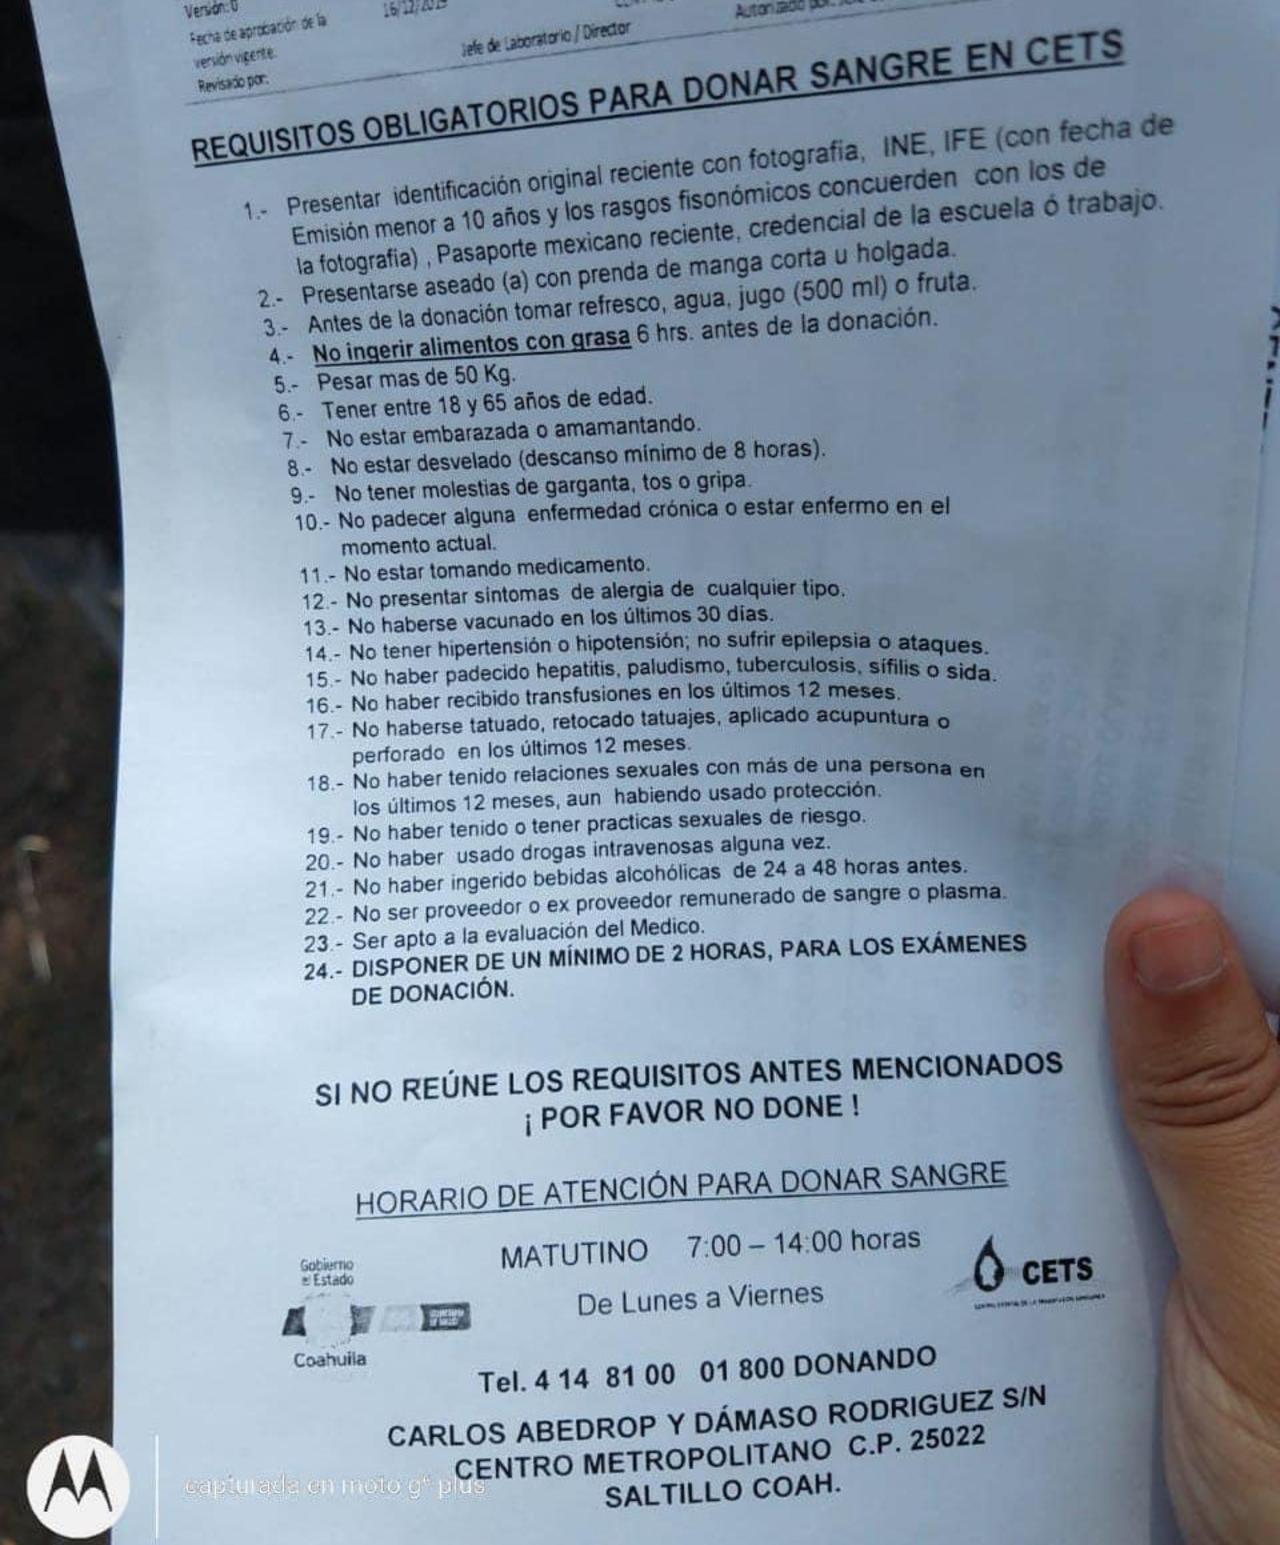 Versión: 0
Fecha de aprobación de la
versión vigente:
16/12/2019
Revisado por:
Jefe de Laboratorio / Director
Autorizado por:
REQUISITOS OBLIGATORIOS PARA DONAR SANGRE EN CETS
1.- Presentar identificación original reciente con fotografia, INE, IFE (con fecha de
Emisión menor a 10 años y los rasgos fisonómicos concuerden con los de
la fotografia) , Pasaporte mexicano reciente, credencial de la escuela ó trabajo.
2.- Presentarse aseado (a) con prenda de manga corta u holgada.
3.- Antes de la donación tomar refresco, agua, jugo (500 ml) o fruta.
4.- No ingerir alimentos con grasa 6 hrs. antes de la donación.
5.- Pesar mas de 50 Kg.
6.- Tener entre 18 y 65 años de edad.
7.- No estar embarazada o amamantando.
8.- No estar desvelado (descanso mínimo de 8 horas).
9.- No tener molestias de garganta, tos o gripa.
10.- No padecer alguna enfermedad crónica o estar enfermo en el
momento actual.
11.- No estar tomando medicamento.
12.- No presentar sintomas de alergia de cualquier tipo.
13.- No haberse vacunado en los últimos 30 dias.
14.- No tener hipertensión o hipotensión; no sufrir epilepsia o ataques.
15.- No haber padecido hepatitis, paludismo, tuberculosis, sífilis o sida.
16.- No haber recibido transfusiones en los últimos 12 meses.
17.- No haberse tatuado, retocado tatuajes, aplicado acupuntura o
perforado en los últimos 12 meses.
18.- No haber tenido relaciones sexuales con más de una persona en
los últimos 12 meses, aun habiendo usado protección.
19.- No haber tenido o tener practicas sexuales de riesgo.
20.- No haber usado drogas intravenosas alguna vez.
21.- No haber ingerido bebidas alcohólicas de 24 a 48 horas antes.
22.- No ser proveedor o ex proveedor remunerado de sangre o plasma.
23.- Ser apto a la evaluación del Medico.
24.- DISPONER DE UN MÍNIMO DE 2 HORAS, PARA LOS EXÁMENES
DE DONACIÓN.
SI NO REÚNE LOS REQUISITOS ANTES MENCIONADOS
¡ POR FAVOR NO DONE !
HORARIO DE ATENCIÓN PARA DONAR SANGRE
MATUTINO 7:00 – 14:00 horas
De Lunes a Viernes
Gobierno
Estado
Coahuila
CETS
Tel. 4 14 81 00 01 800 DONANDO
CARLOS ABEDROP Y DÁMASO RODRIGUEZ S/N
CENTRO METROPOLITANO C.P. 25022
SALTILLO COAH.
capturada en moto g⁶ plus